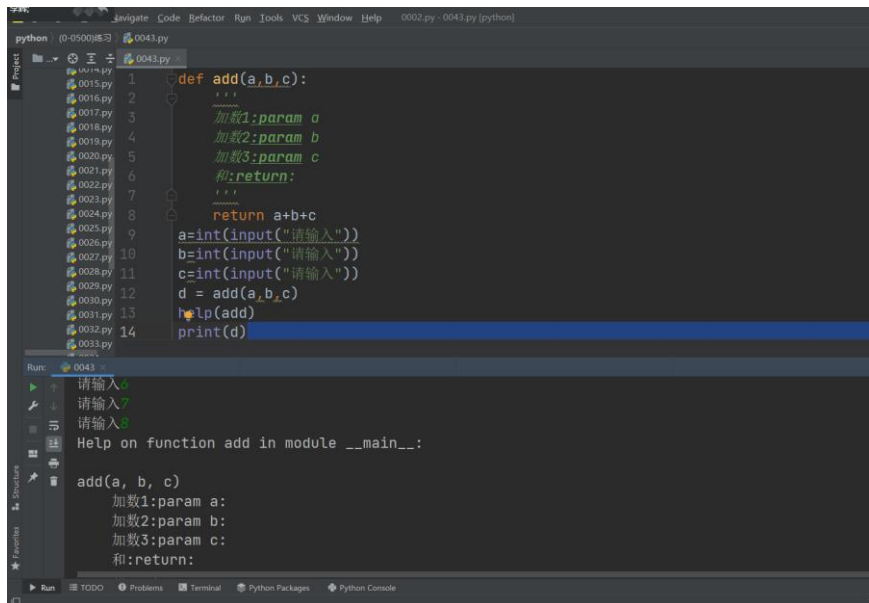 Navigate Code Refactor Run Tools VCS Window Help 0002.py - 0043.py [python]
python (0-0500)练习 0043.py
Project
0043.py
0014.py
0015.py
0016.py
0017.py
0018.py
0019.py
0020.py
0021.py
0022.py
0023.py
0024.py
0025.py
0026.py
0027.py
0028.py
0029.py
0030.py
0031.py
0032.py
0033.py
1 def add(a,b,c):
2 '''
3 加数1:param a
4 加数2:param b
5 加数3:param c
6 和:return:
7 '''
8 return a+b+c
9 a=int(input("请输入"))
10 b=int(input("请输入"))
11 c=int(input("请输入"))
12 d = add(a,b,c)
13 help(add)
14 print(d)
Run: 0043
请输入6
请输入7
请输入8
Help on function add in module __main__:
add(a, b, c)
加数1:param a:
加数2:param b:
加数3:param c:
和:return:
Structure
Favorites
Run TODO Problems Terminal Python Packages Python Console